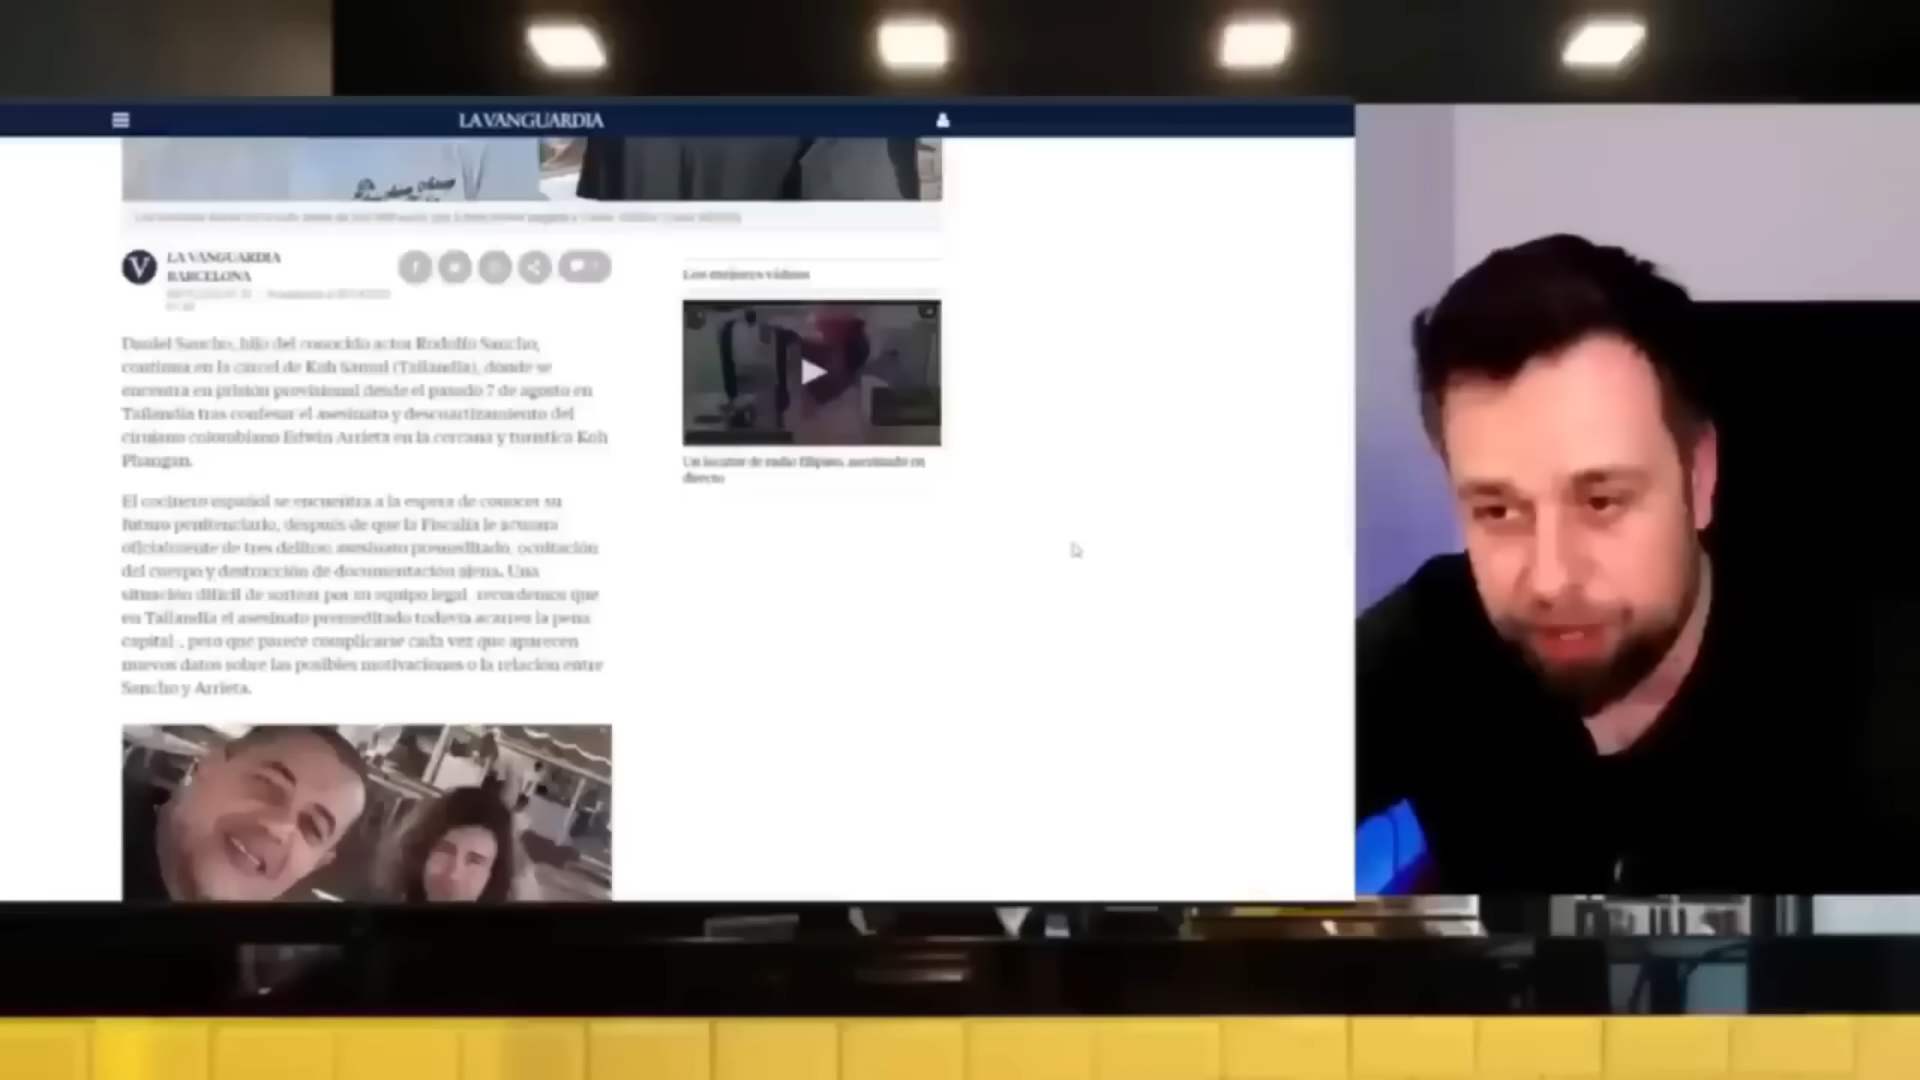 LA VANGUARDIA
LA VANGUARDIA
BARCELONA
Los mejores vídeos
Daniel Sancho, hijo del conocido actor Rodolfo Sancho,
continúa en la cárcel de Koh Samui (Tailandia), donde se
encuentra en prisión provisional desde el pasado 7 de agosto en
Tailandia tras confesar el asesinato y descuartizamiento del
cirujano colombiano Edwin Arrieta en la cercana y turística Koh
Phangan.
Un locutor de radio filipino, asesinado en
directo
El cocinero español se encuentra a la espera de conocer su
futuro penitenciario, después de que la Fiscalía le acusara
oficialmente de tres delitos: asesinato premeditado, ocultación
del cuerpo y destrucción de documentación ajena. Una
situación difícil de sortear por su equipo legal -recordemos que
en Tailandia el asesinato premeditado todavía acarrea la pena
capital-, pero que parece complicarse cada vez que aparecen
nuevos datos sobre las posibles motivaciones o la relación entre
Sancho y Arrieta.